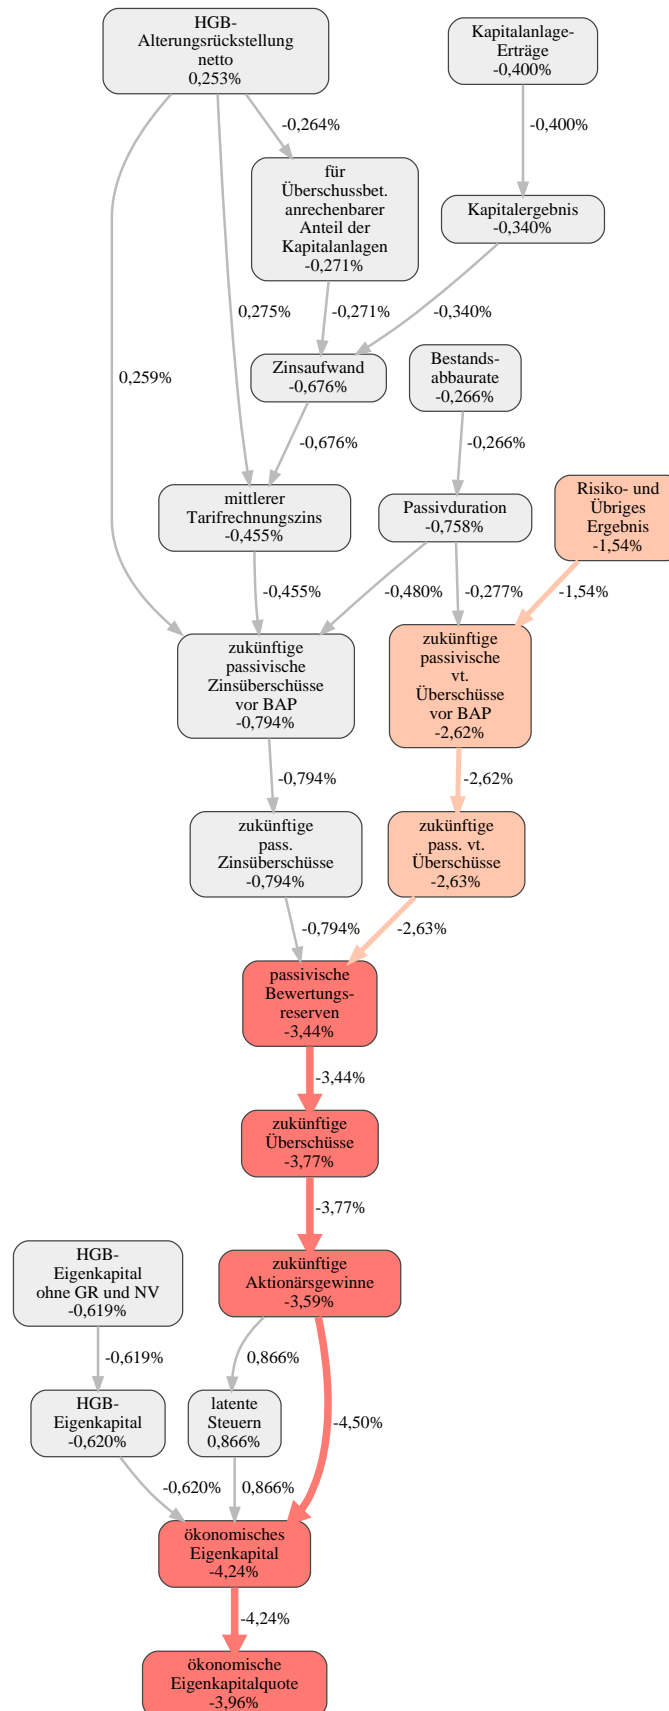 HGB-
Alterungsrückstellung
netto
0,253%
Kapitalanlage-
Erträge
-0,400%
-0,264%
-0,400%
für
Überschussbet.
anrechenbarer
Anteil der
Kapitalanlagen
-0,271%
Kapitalergebnis
-0,340%
0,275%
-0,271%
-0,340%
0,259%
Zinsaufwand
-0,676%
Bestands-
abbaurate
-0,266%
-0,676%
-0,266%
mittlerer
Tarifrechnungszins
-0,455%
Passivduration
-0,758%
Risiko- und
Übriges
Ergebnis
-1,54%
-0,455%
-0,480%
-0,277%
-1,54%
zukünftige
passivische
Zinsüberschüsse
vor BAP
-0,794%
zukünftige
passivische
vt.
Überschüsse
vor BAP
-2,62%
-0,794%
-2,62%
zukünftige
pass.
Zinsüberschüsse
-0,794%
zukünftige
pass. vt.
Überschüsse
-2,63%
-0,794%
-2,63%
passivische
Bewertungs-
reserven
-3,44%
-3,44%
zukünftige
Überschüsse
-3,77%
-3,77%
HGB-
Eigenkapital
ohne GR und NV
-0,619%
zukünftige
Aktionärsgewinne
-3,59%
-0,619%
0,866%
-4,50%
HGB-
Eigenkapital
-0,620%
latente
Steuern
0,866%
-0,620%
0,866%
ökonomisches
Eigenkapital
-4,24%
-4,24%
ökonomische
Eigenkapitalquote
-3,96%